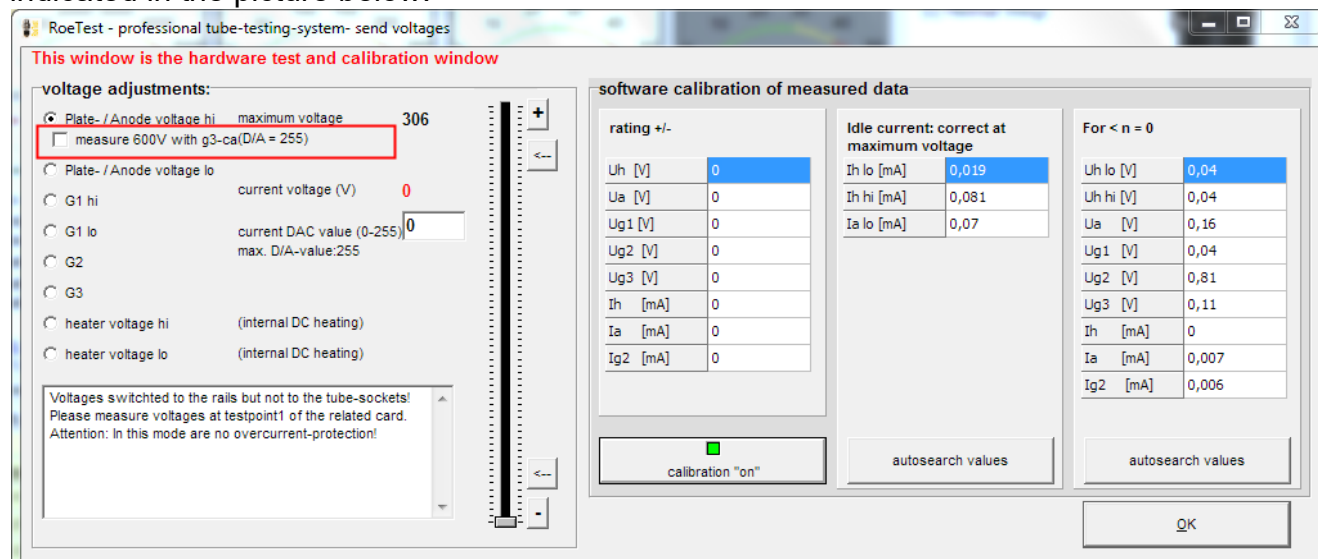 indicated in the picture below:
RoeTest - professional tube-testing-system- send voltages
This window is the hardware test and calibration window
voltage adjustments:
Plate- / Anode voltage hi maximum voltage 306
measure 600V with g3-ca(D/A = 255)
Plate- / Anode voltage lo
current voltage (V) 0
G1 hi
G1 lo current DAC value (0-255) 0
max. D/A-value:255
G2
G3
heater voltage hi (internal DC heating)
heater voltage lo (internal DC heating)
Voltages switchted to the rails but not to the tube-sockets!
Please measure voltages at testpoint1 of the related card.
Attention: In this mode are no overcurrent-protection!
+
<--
<--
-
software calibration of measured data
rating +/-
Uh [V] 0
Ua [V] 0
Ug1 [V] 0
Ug2 [V] 0
Ug3 [V] 0
Ih [mA] 0
Ia [mA] 0
Ig2 [mA] 0
calibration "on"
Idle current: correct at
maximum voltage
Ih lo [mA] 0,019
Ih hi [mA] 0,081
Ia lo [mA] 0,07
autosearch values
For < n = 0
Uh lo [V] 0,04
Uh hi [V] 0,04
Ua [V] 0,16
Ug1 [V] 0,04
Ug2 [V] 0,81
Ug3 [V] 0,11
Ih [mA] 0
Ia [mA] 0,007
Ig2 [mA] 0,006
autosearch values
OK